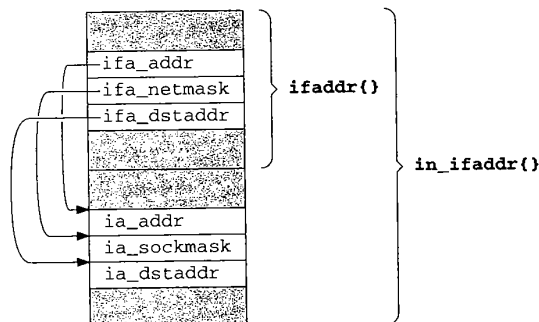 ifa_addr
ifa_netmask
ifa_dstaddr
ifaddr{}
in_ifaddr{}
ia_addr
ia_sockmask
ia_dstaddr